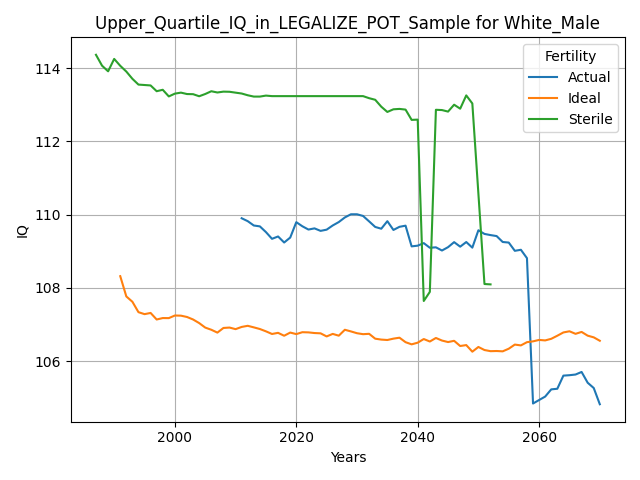 Upper_Quartile_IQ_in_LEGALIZE_POT_Sample for White_Male
Fertility
Actual
Ideal
Sterile
IQ
114
112
110
108
106
2000 2020 2040 2060
Years